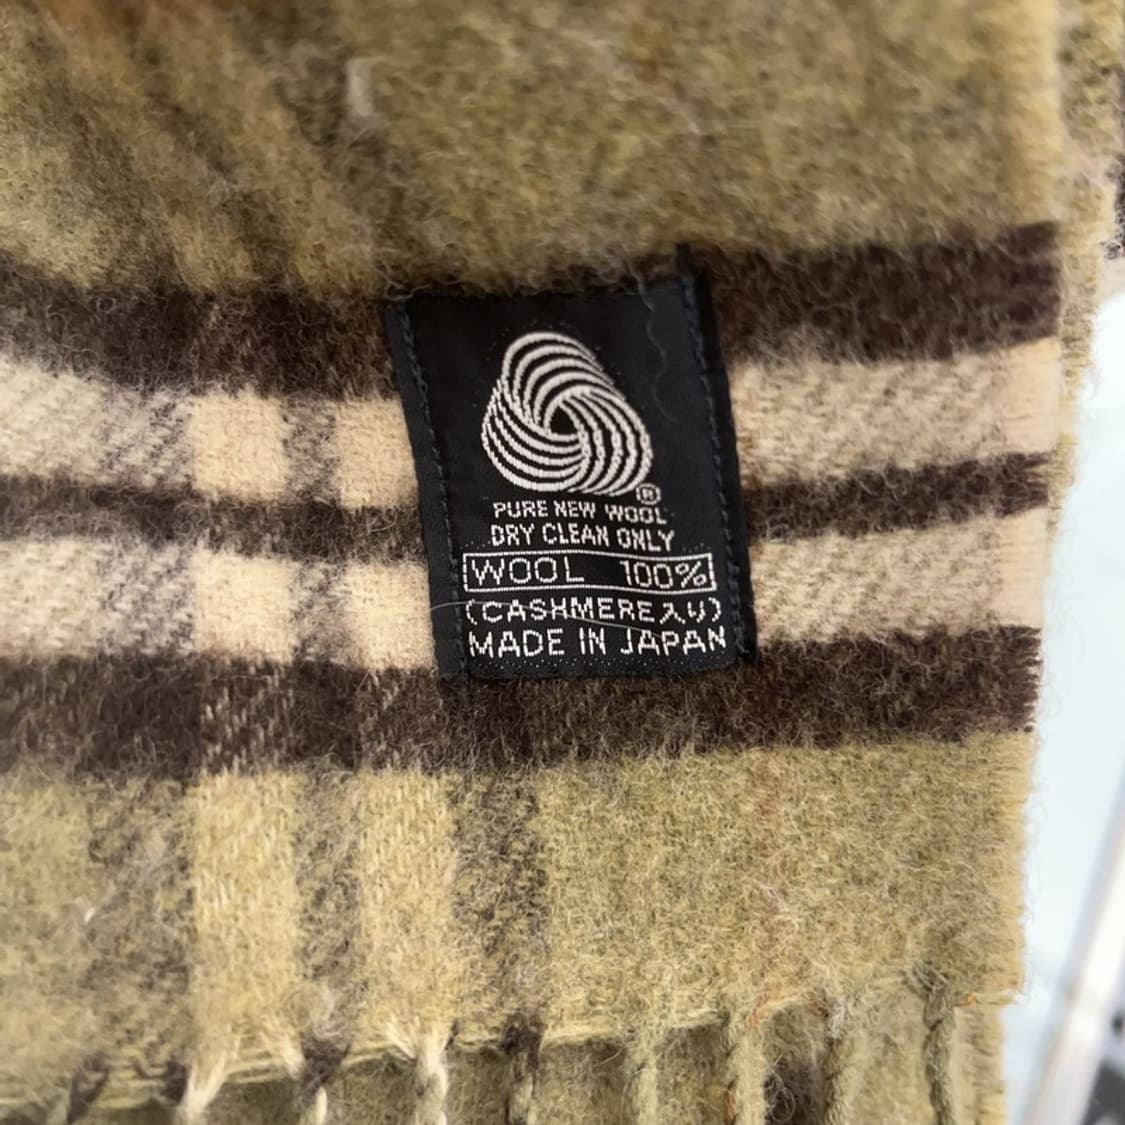 ®
PURE NEW WOOL
DRY CLEAN ONLY
WOOL 100%
(CASHMERE入り)
MADE IN JAPAN